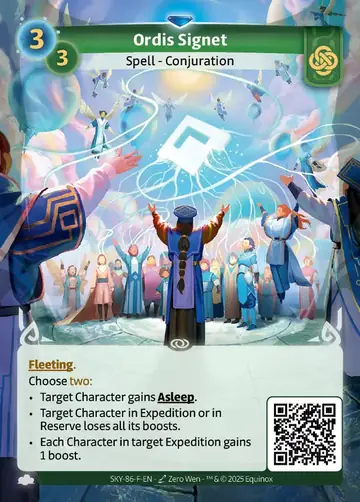 3
3
Ordis Signet
Spell - Conjuration
Fleeting.
Choose two:
• Target Character gains Asleep.
• Target Character in Expedition or in
Reserve loses all its boosts.
• Each Character in target Expedition gains
1 boost.
SKY-86-F-EN - Zero Wen - ™ & © 2025 Equinox